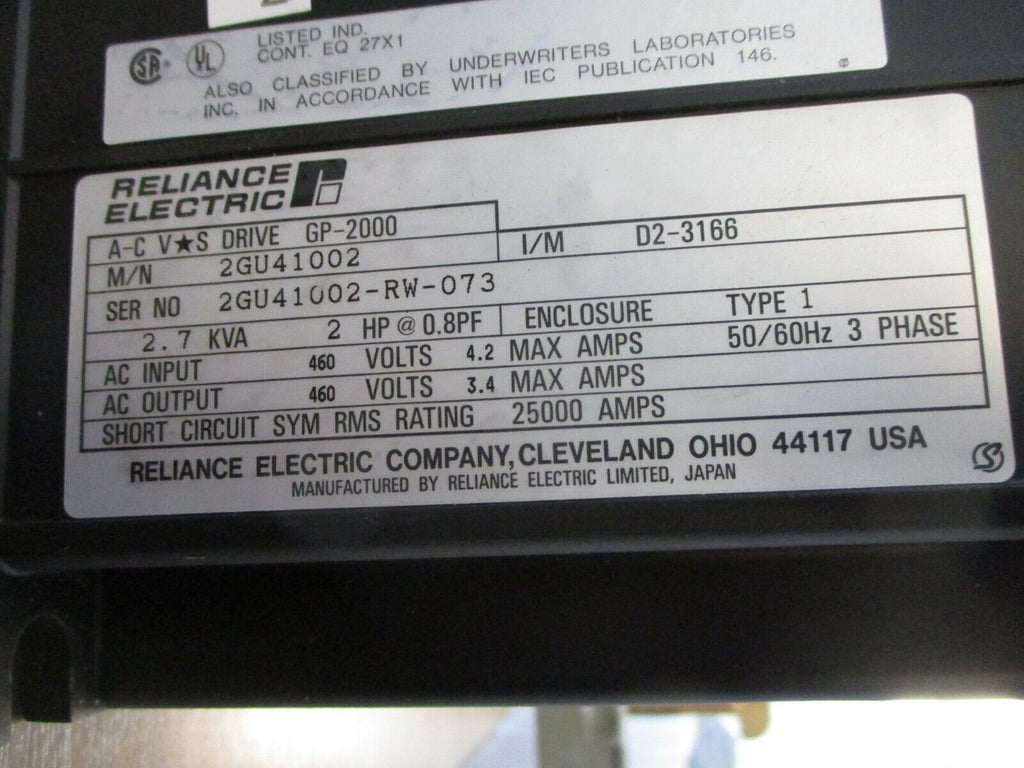 LISTED IND.
CONT. EQ 27X1
ALSO CLASSIFIED BY UNDERWRITERS LABORATORIES
INC. IN ACCORDANCE WITH IEC PUBLICATION 146.
RELIANCE
ELECTRIC
A-C V★S DRIVE GP-2000
M/N 2GU41002 I/M D2-3166
SER NO 2GU41002-RW-073
2.7 KVA 2 HP @ 0.8PF ENCLOSURE TYPE 1
AC INPUT 460 VOLTS 4.2 MAX AMPS 50/60Hz 3 PHASE
AC OUTPUT 460 VOLTS 3.4 MAX AMPS
SHORT CIRCUIT SYM RMS RATING 25000 AMPS
RELIANCE ELECTRIC COMPANY, CLEVELAND OHIO 44117 USA
MANUFACTURED BY RELIANCE ELECTRIC LIMITED, JAPAN